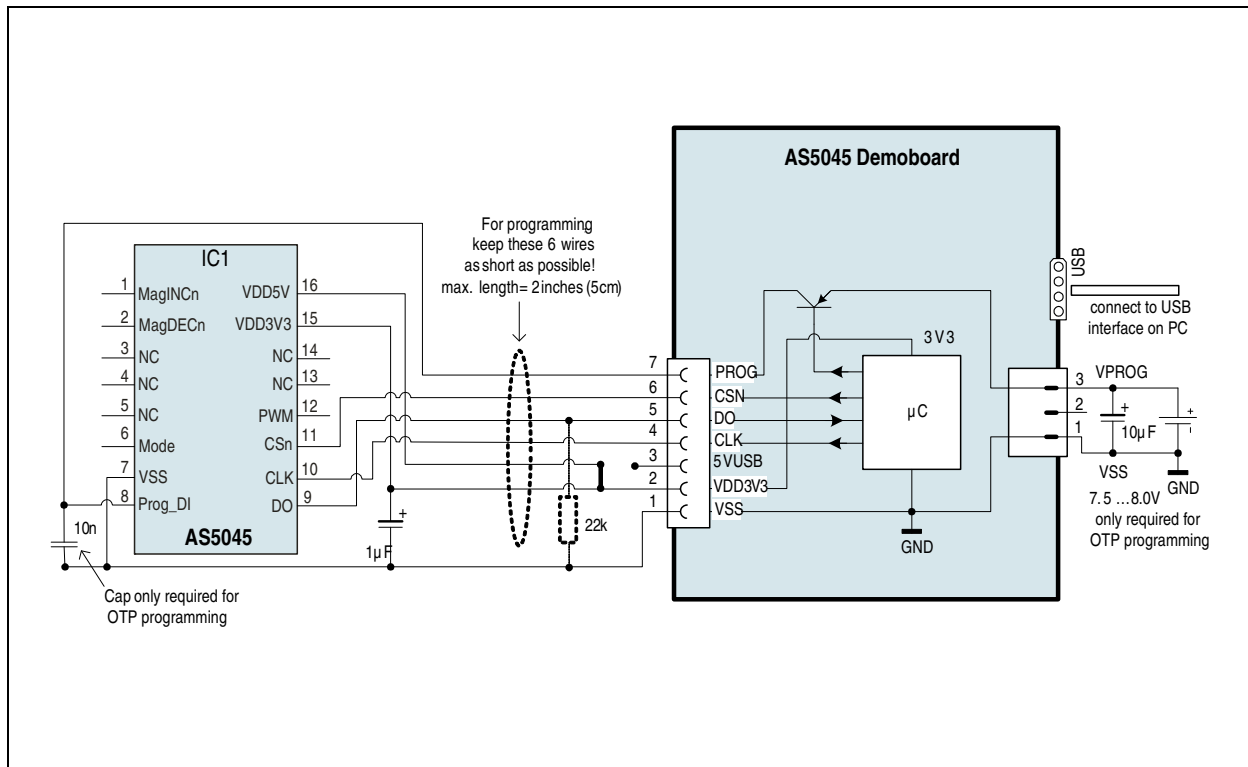 AS5045 Demoboard
For programming
keep these 6 wires
as short as possible!
max. length= 2 inches (5cm)
IC1
1 MagINCn
2 MagDECn
3 NC
4 NC
5 NC
6 Mode
7 VSS
8 Prog_DI
VDD5V 16
VDD3V3 15
NC 14
NC 13
PWM 12
CSn 11
CLK 10
DO 9
AS5045
10n
Cap only required for
OTP programming
+
1µF
22k
7 PROG
6 CSN
5 DO
4 CLK
3 5VUSB
2 VDD3V3
1 VSS
3V3
µC
GND
USB
connect to USB
interface on PC
3 VPROG
2
1
+
10µF
+
-
VSS
GND
7.5 ...8.0V
only required for
OTP programming